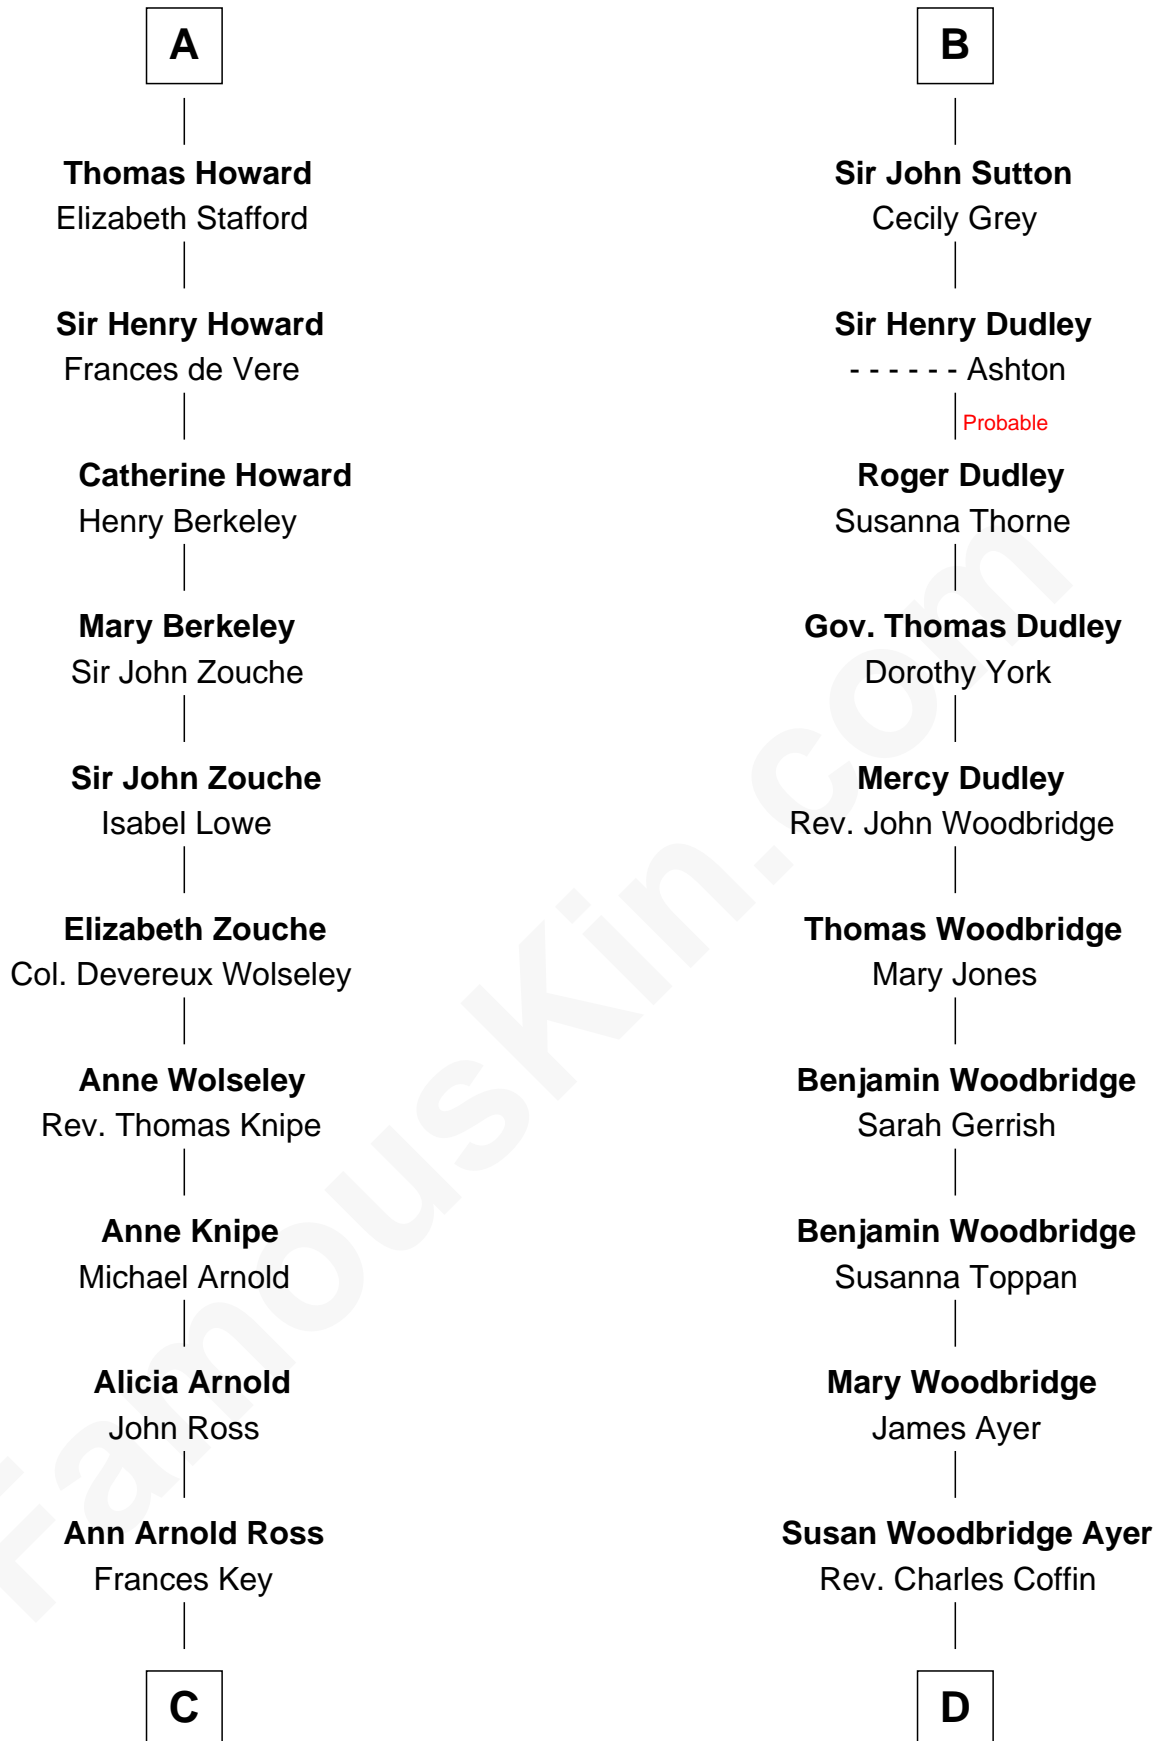 A
Thomas Howard
Elizabeth Stafford
Sir Henry Howard
Frances de Vere
Catherine Howard
Henry Berkeley
Mary Berkeley
Sir John Zouche
Sir John Zouche
Isabel Lowe
Elizabeth Zouche
Col. Devereux Wolseley
Anne Wolseley
Rev. Thomas Knipe
Anne Knipe
Michael Arnold
Alicia Arnold
John Ross
Ann Arnold Ross
Frances Key
C
B
Sir John Sutton
Cecily Grey
Sir Henry Dudley
- - - - - - Ashton
Probable
Roger Dudley
Susanna Thorne
Gov. Thomas Dudley
Dorothy York
Mercy Dudley
Rev. John Woodbridge
Thomas Woodbridge
Mary Jones
Benjamin Woodbridge
Sarah Gerrish
Benjamin Woodbridge
Susanna Toppan
Mary Woodbridge
James Ayer
Susan Woodbridge Ayer
Rev. Charles Coffin
D
FamousKin.com